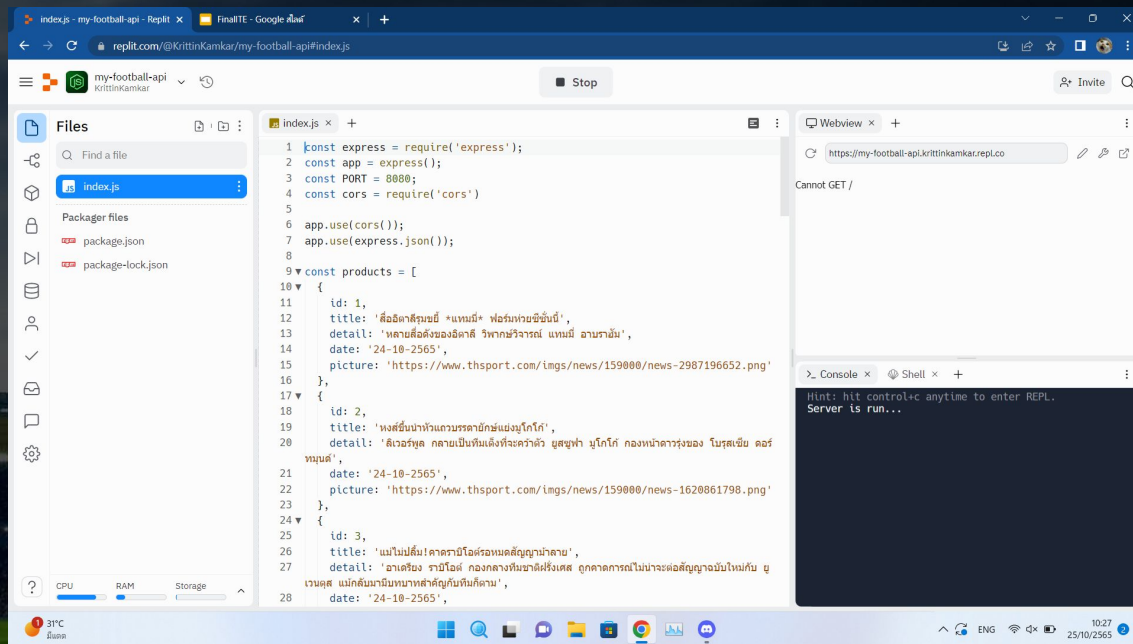 index.js - my-football-api - Replit
FinalITE - Google สไลด์
replit.com/@KrittinKamkar/my-football-api#index.js
my-football-api
KrittinKamkar
Stop
Invite
Files
Find a file
index.js
Packager files
package.json
package-lock.json
CPU
RAM
Storage
index.js
1 const express = require('express');
2 const app = express();
3 const PORT = 8080;
4 const cors = require('cors')
5
6 app.use(cors());
7 app.use(express.json());
8
9 const products = [
10 {
11 id: 1,
12 title: 'สื่ออิตาลีรุมขยี้ *แทมมี่* ฟอร์มห่วยซีซั่นนี้',
13 detail: 'หลายสื่อดังของอิตาลี วิพากษ์วิจารณ์ แทมมี่ อาบราฮัม',
14 date: '24-10-2565',
15 picture: 'https://www.thsport.com/imgs/news/159000/news-2987196652.png'
16 },
17 {
18 id: 2,
19 title: 'หงส์ขึ้นนำหัวแถวบรรดายักษ์แย่งมูโกโก้',
20 detail: 'ลิเวอร์พูล กลายเป็นทีมเต็งที่จะคว้าตัว ยูสซูฟา มูโกโก้ กองหน้าดาวรุ่งของ โบรุสเซีย ดอร์
ทมุนด์',
21 date: '24-10-2565',
22 picture: 'https://www.thsport.com/imgs/news/159000/news-1620861798.png'
23 },
24 {
25 id: 3,
26 title: 'แม่ไม่ปลื้ม!คาดราบิโอต์รอหมดสัญญาม้าลาย',
27 detail: 'อาเดรียง ราบิโอต์ กองกลางทีมชาติฝรั่งเศส ถูกคาดการณ์ไม่น่าจะต่อสัญญาฉบับใหม่กับ ยู
เวนตุส แม้กลับมามีบทบาทสำคัญกับทีมก็ตาม',
28 date: '24-10-2565',
Webview
https://my-football-api.krittinkamkar.repl.co
Cannot GET /
Console
Shell
Hint: hit control+c anytime to enter REPL.
Server is run...
1
31°C
มีแดด
ENG
10:27
25/10/2565
2